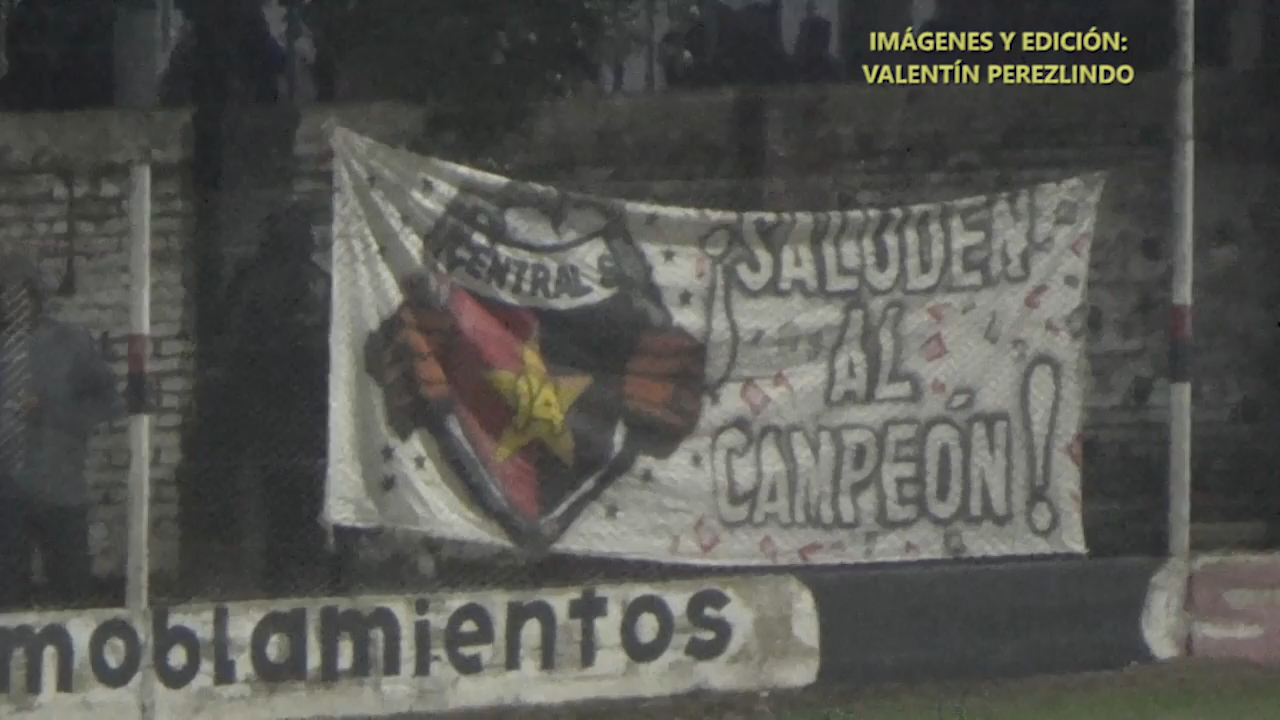 IMÁGENES Y EDICIÓN:
VALENTÍN PEREZLINDO
CENTRAL S
¡SALUDEN
AL
CAMPEÓN!
moblamientos
S